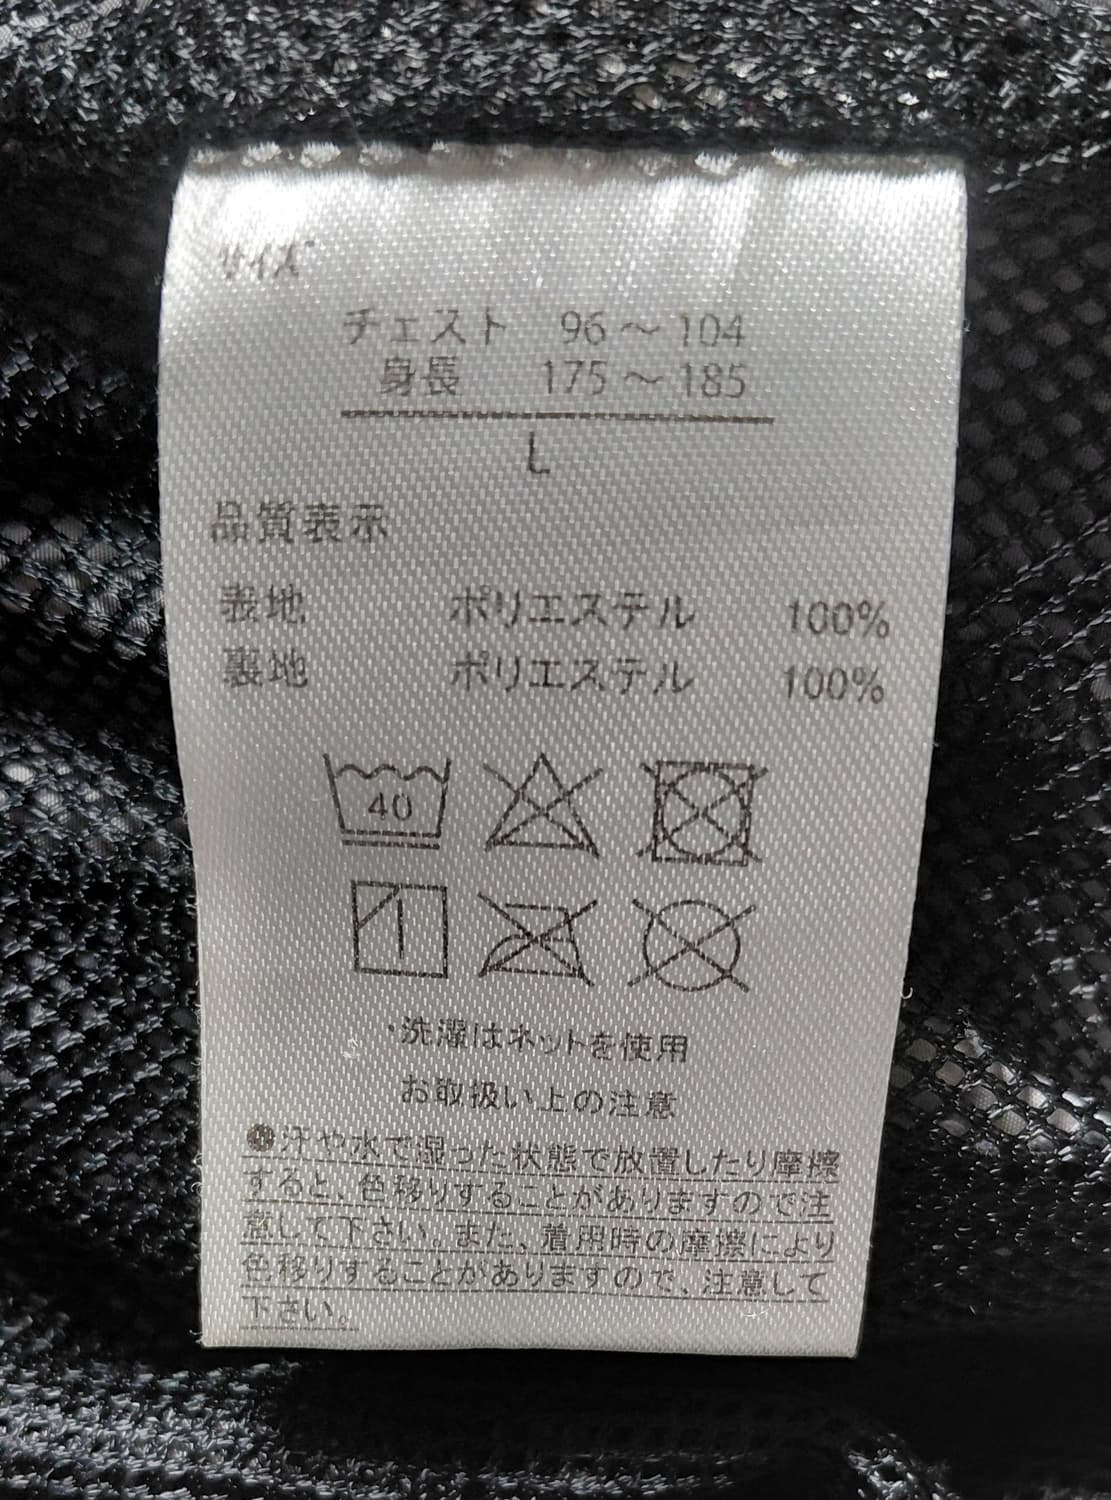 サイズ
チェスト 96～104
身長 175～185
L
品質表示
表地 ポリエステル 100%
裏地 ポリエステル 100%
40
・洗濯はネットを使用
お取扱い上の注意
●汗や水で湿った状態で放置したり摩擦
すると、色移りすることがありますので注
意して下さい。また、着用時の摩擦により
色移りすることがありますので、注意して
下さい。